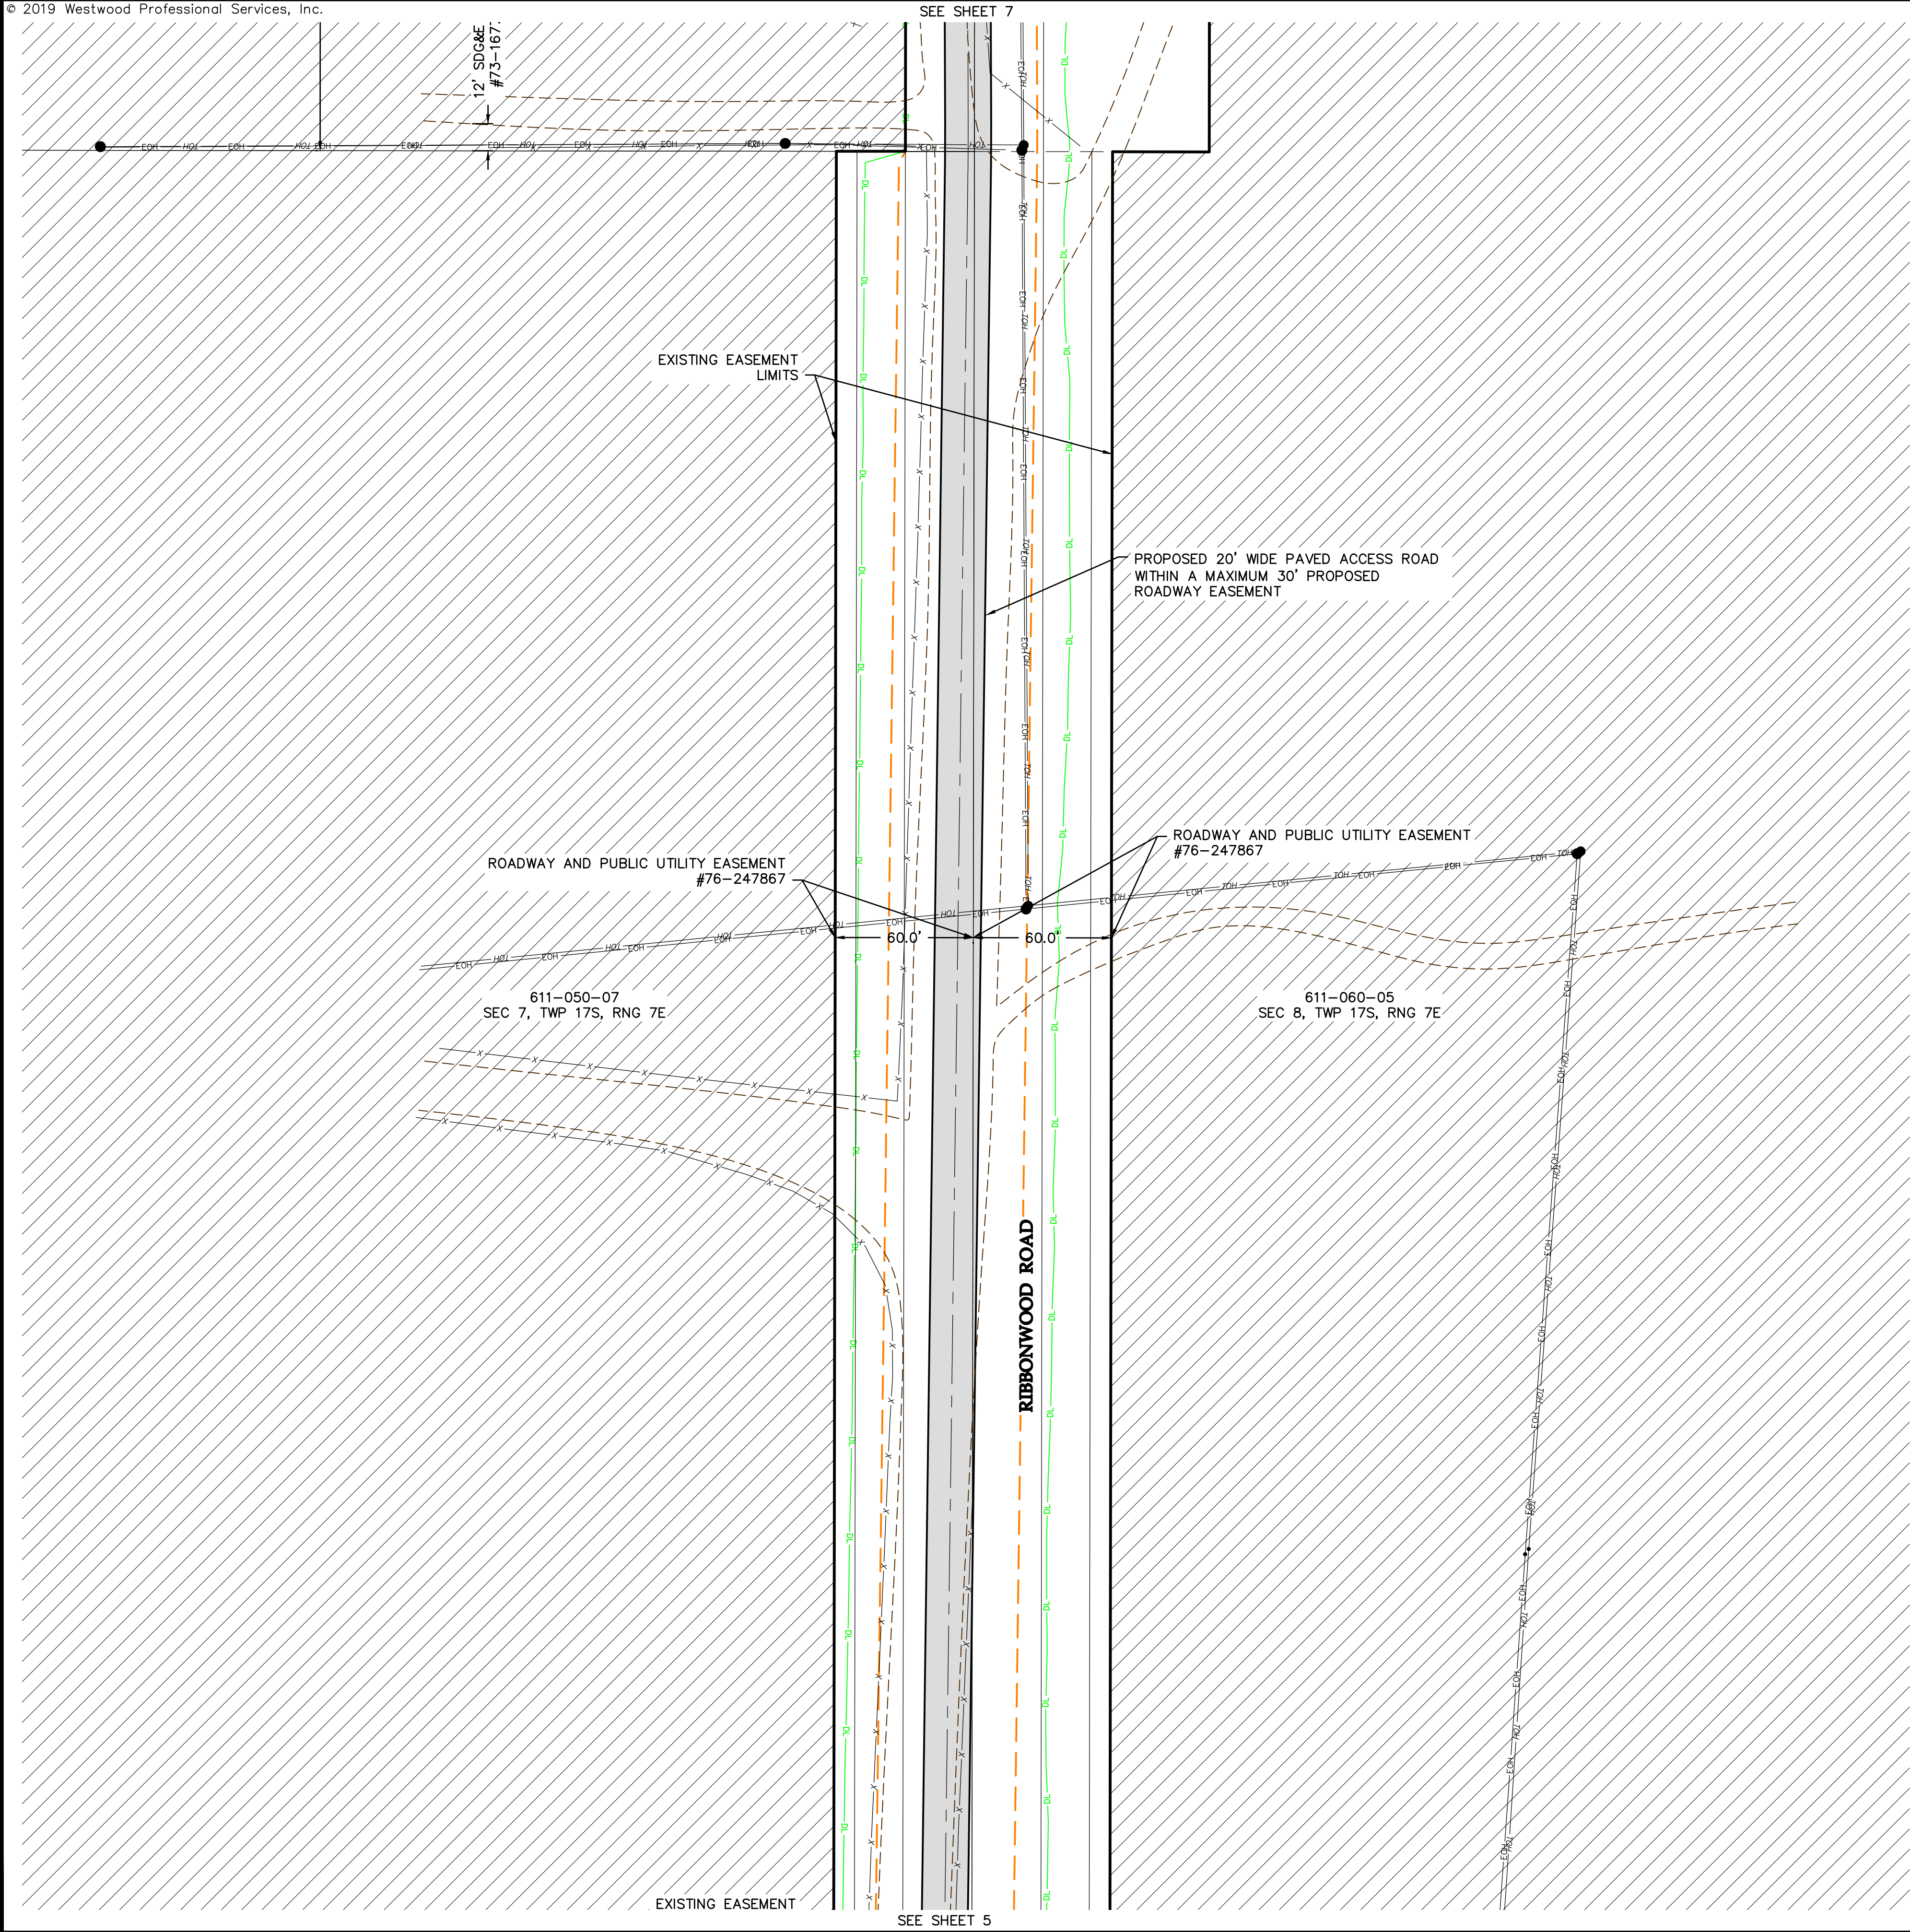 © 2019 Westwood Professional Services, Inc.
SEE SHEET 7
12' SDG&E
#73-167
EXISTING EASEMENT
LIMITS
PROPOSED 20' WIDE PAVED ACCESS ROAD
WITHIN A MAXIMUM 30' PROPOSED
ROADWAY EASEMENT
ROADWAY AND PUBLIC UTILITY EASEMENT
#76-247867
ROADWAY AND PUBLIC UTILITY EASEMENT
#76-247867
60.0'
60.0'
611-050-07
SEC 7, TWP 17S, RNG 7E
611-060-05
SEC 8, TWP 17S, RNG 7E
RIBBONWOOD ROAD
EXISTING EASEMENT
SEE SHEET 5